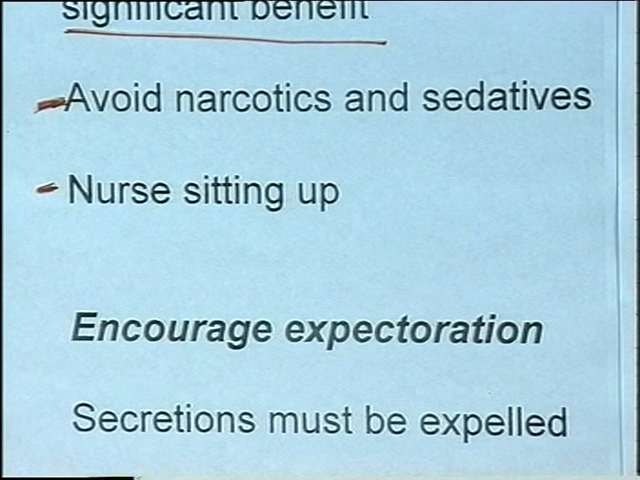 significant benefit
Avoid narcotics and sedatives
Nurse sitting up
Encourage expectoration
Secretions must be expelled